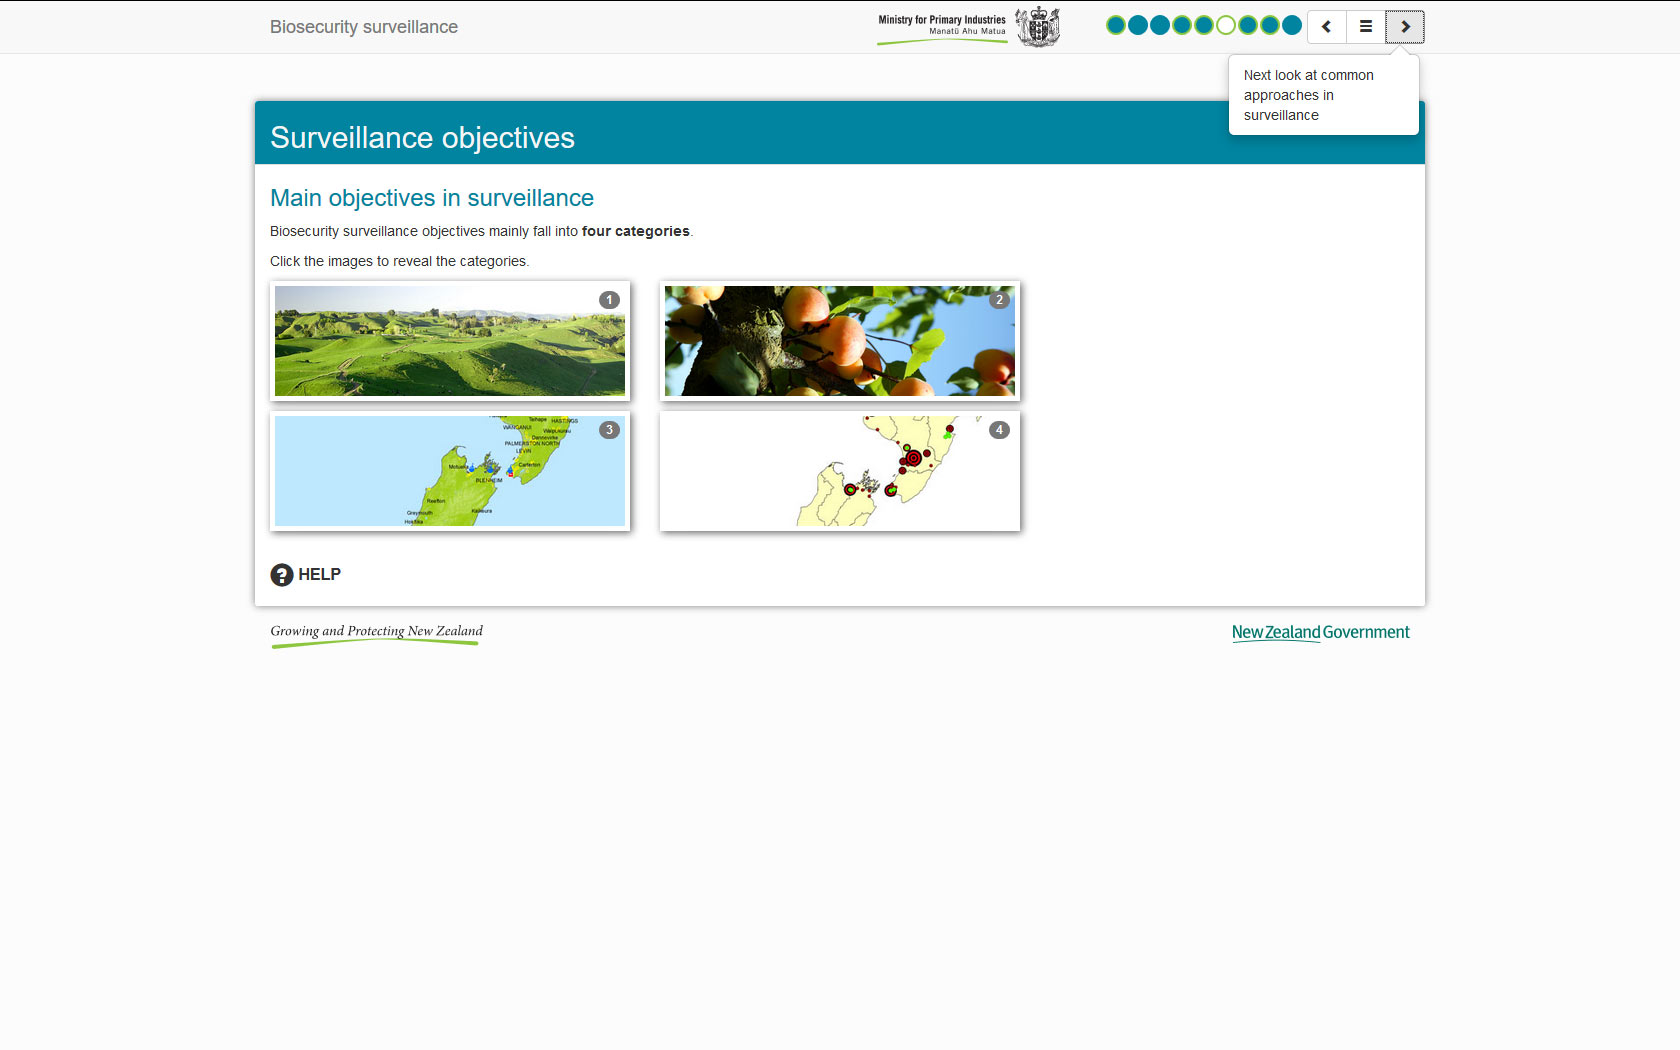 Biosecurity surveillance
Ministry for Primary Industries
Manatū Ahu Matua
Next look at common
approaches in
surveillance
Surveillance objectives
Main objectives in surveillance
Biosecurity surveillance objectives mainly fall into four categories.
Click the images to reveal the categories.
1
2
3
Taihape HASTINGS
WANGANUI
Waipukurau
Dannevirke
PALMERSTON NORTH
LEVIN
Motueka
Carterton
BLENHEIM
Reefton
Greymouth
Kaikoura
Hokitika
4
? HELP
Growing and Protecting New Zealand
New Zealand Government